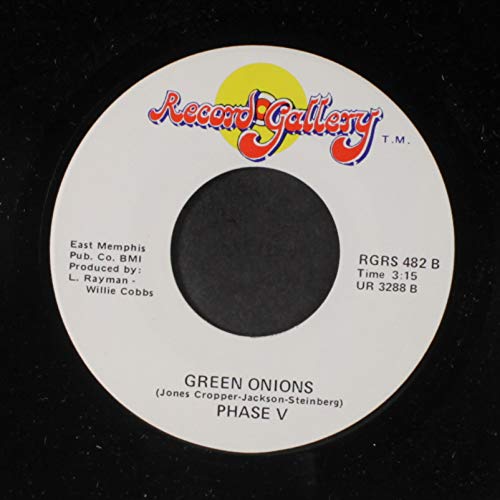 Record Gallery
T.M.
East Memphis
Pub. Co. BMI
Produced by:
L. Rayman -
Willie Cobbs
RGRS 482 B
Time 3:15
UR 3288 B
GREEN ONIONS
(Jones Cropper-Jackson-Steinberg)
PHASE V